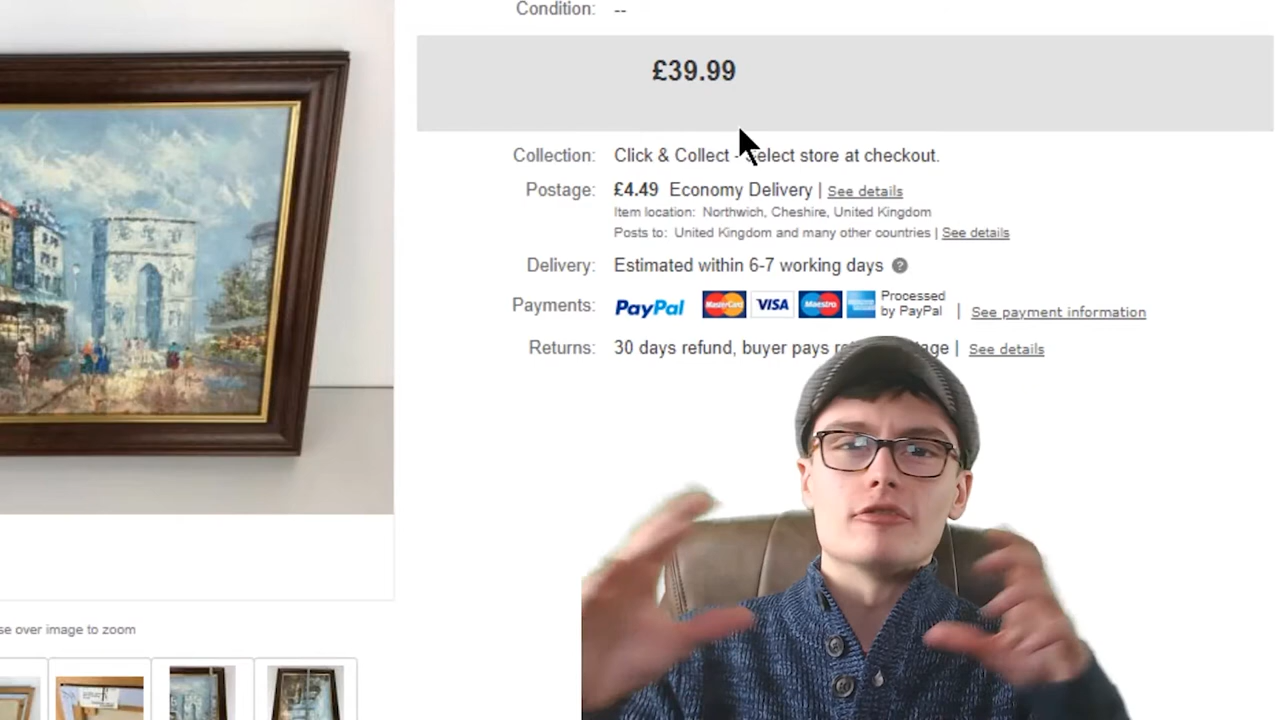 Condition: --
£39.99
Collection: Click & Collect - Select store at checkout.
Postage: £4.49 Economy Delivery | See details
Item location: Northwich, Cheshire, United Kingdom
Posts to: United Kingdom and many other countries | See details
Delivery: Estimated within 6-7 working days ?
Payments: PayPal MasterCard VISA Maestro Processed by PayPal | See payment information
Returns: 30 days refund, buyer pays | See details
over image to zoom